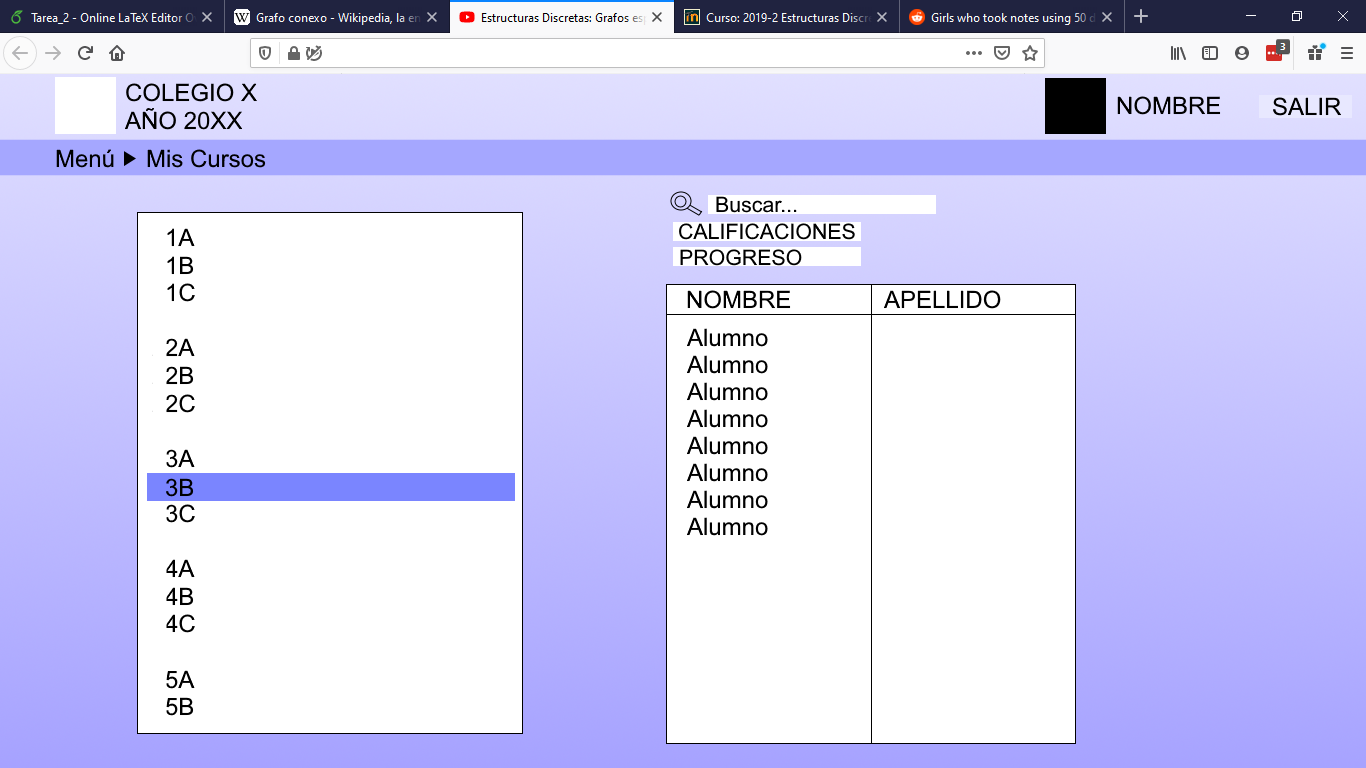 Tarea_2 - Online LaTeX Editor O
Grafo conexo - Wikipedia, la en
Estructuras Discretas: Grafos es
Curso: 2019-2 Estructuras Discre
Girls who took notes using 50 d
3
COLEGIO X
AÑO 20XX
NOMBRE
SALIR
Menú
Mis Cursos
1A
1B
1C
2A
2B
2C
3A
3B
3C
4A
4B
4C
5A
5B
Buscar...
CALIFICACIONES
PROGRESO
NOMBRE APELLIDO
Alumno
Alumno
Alumno
Alumno
Alumno
Alumno
Alumno
Alumno